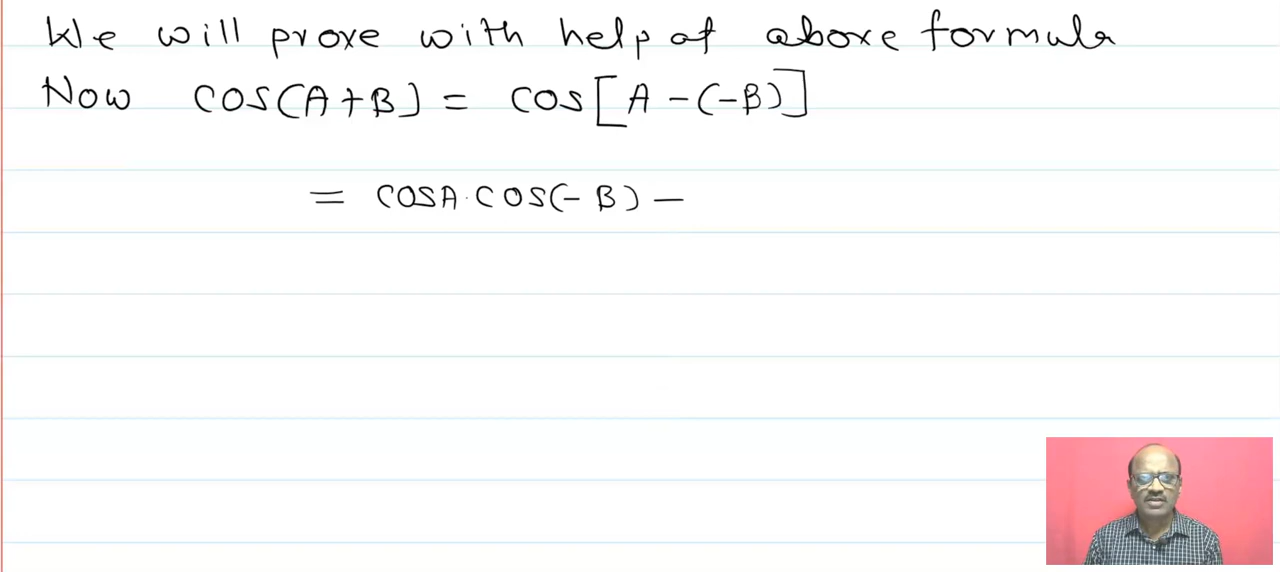 We will prove with help of above formula
Now COS(A+B) = COS[A-(-B)]
= COSA.COS(-B) -